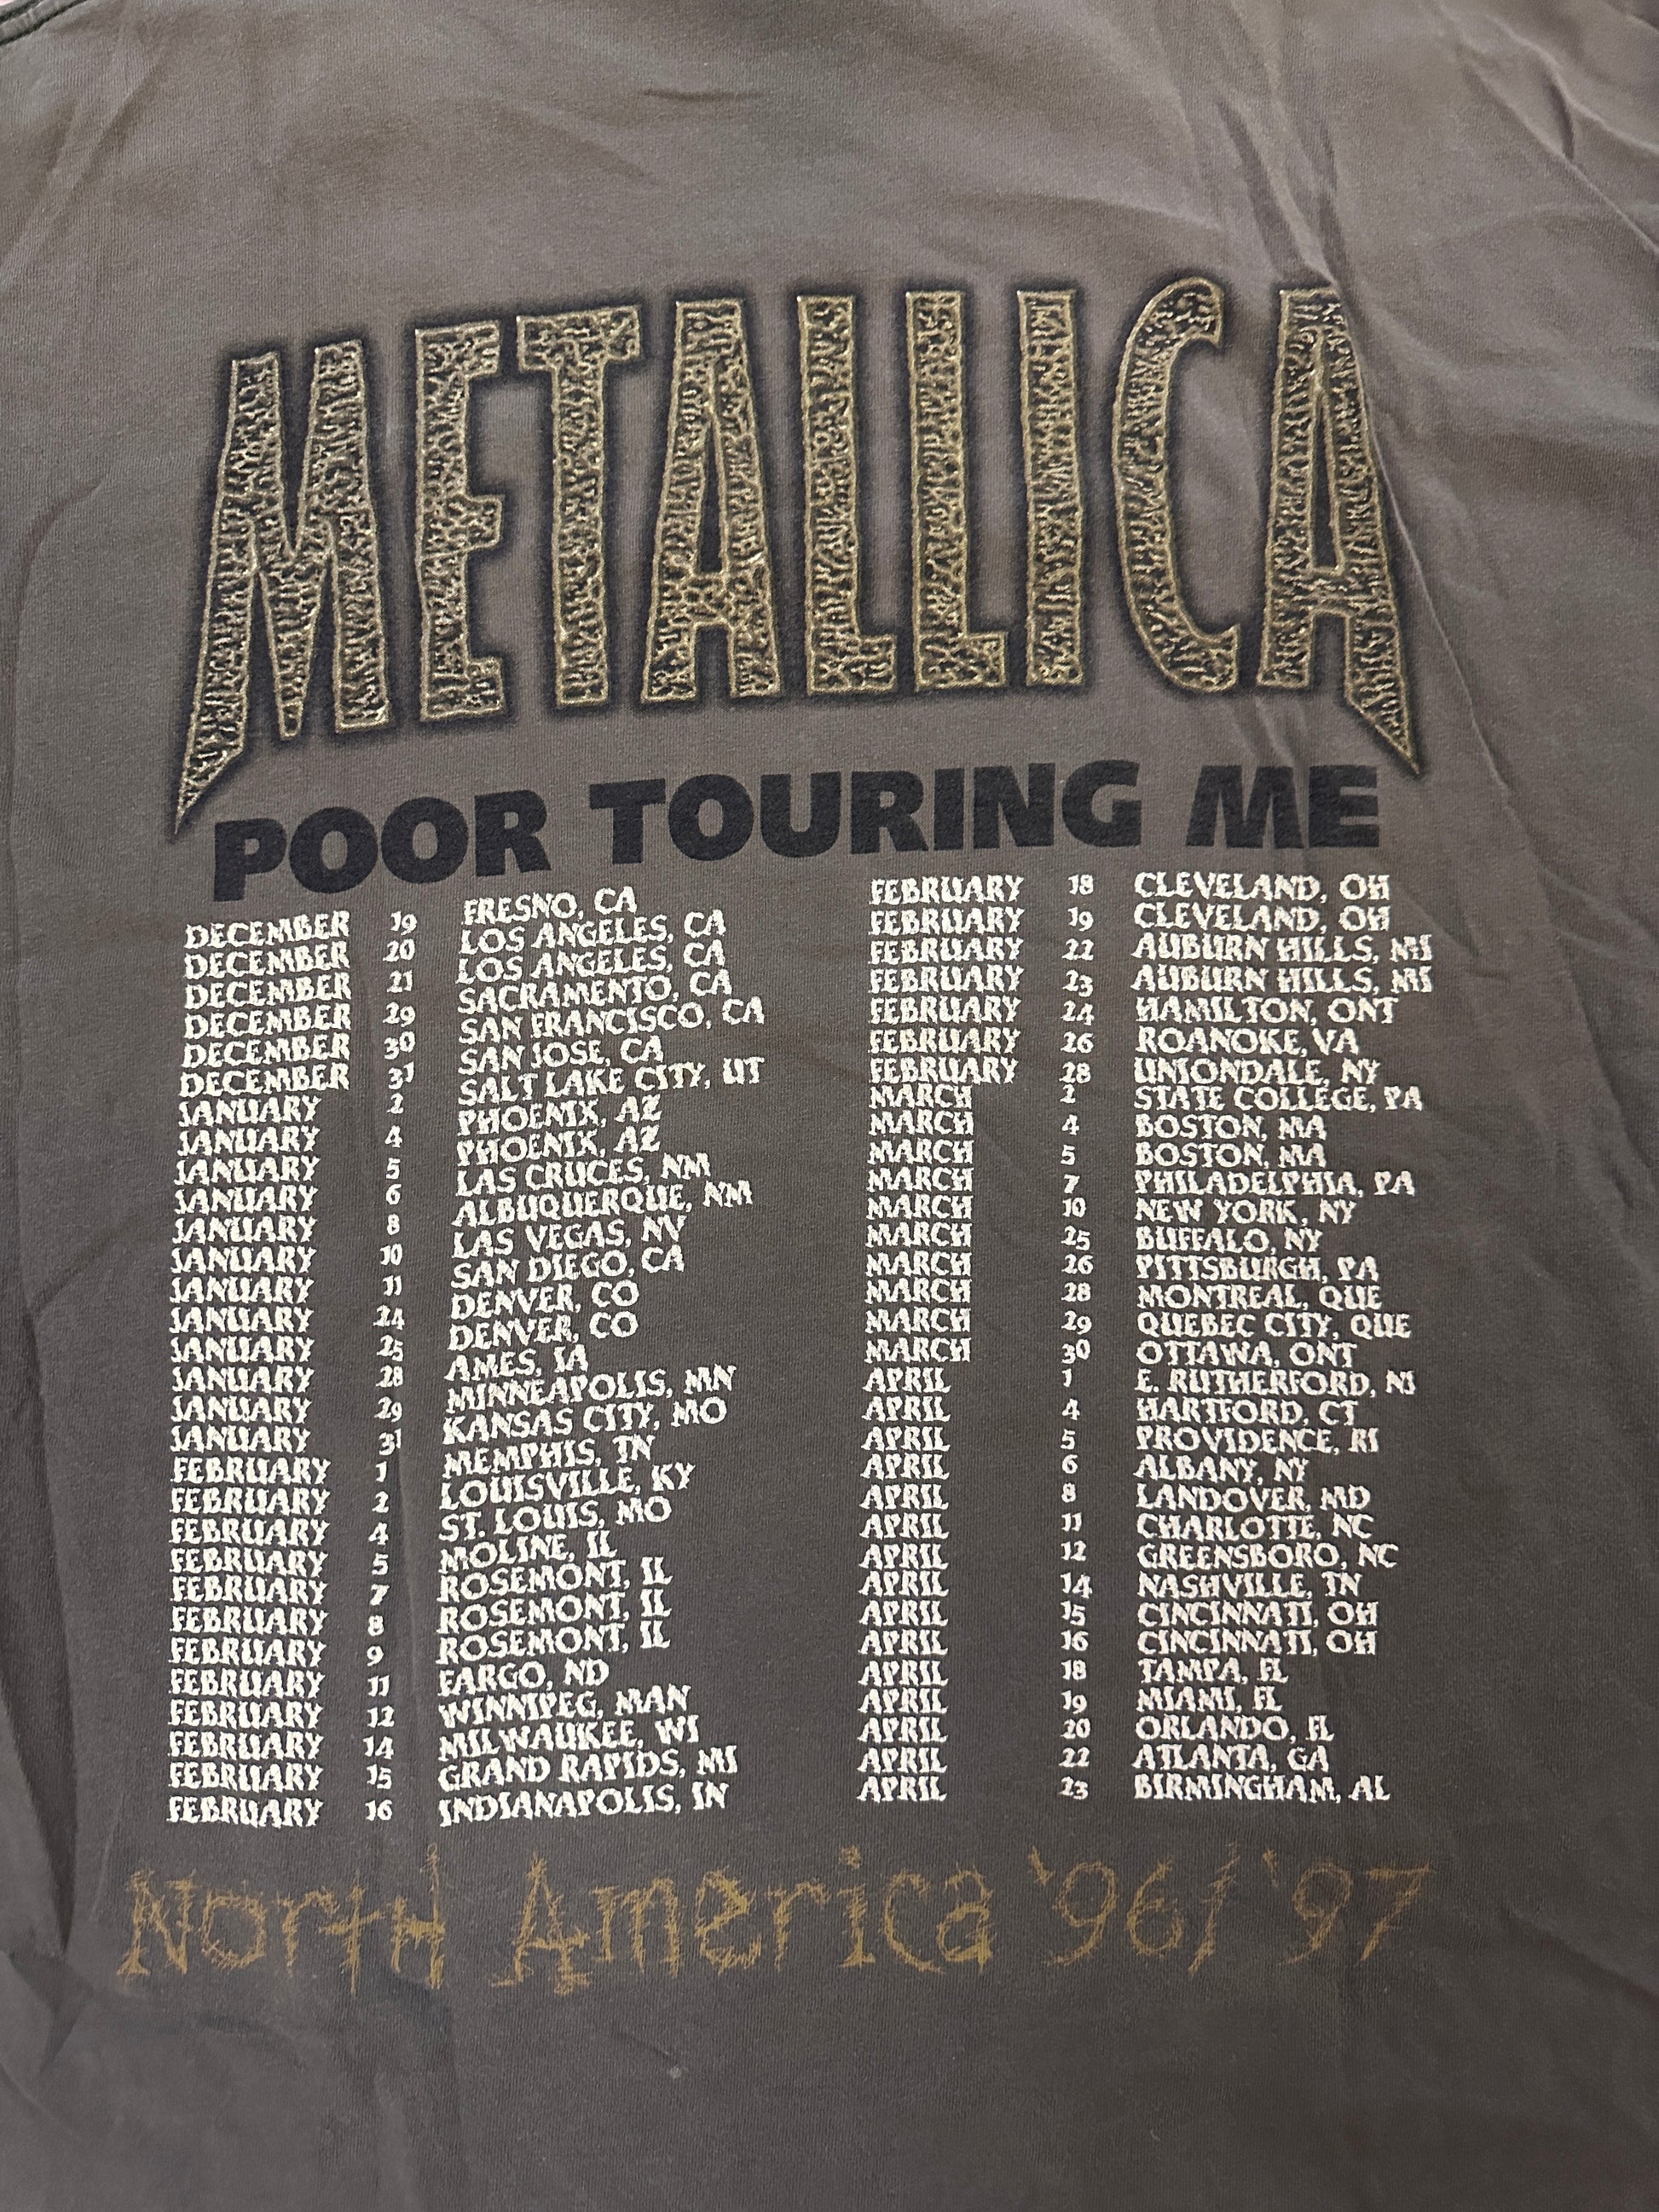 METALLICA
POOR TOURING ME
DECEMBER 19 FRESNO, CA
DECEMBER 20 LOS ANGELES, CA
DECEMBER 21 LOS ANGELES, CA
DECEMBER 29 SACRAMENTO, CA
DECEMBER 30 SAN FRANCISCO, CA
DECEMBER 31 SAN JOSE, CA
JANUARY 2 SALT LAKE CITY, UT
JANUARY 4 PHOENIX, AZ
JANUARY 5 PHOENIX, AZ
JANUARY 6 LAS CRUCES, NM
JANUARY 8 ALBUQUERQUE, NM
JANUARY 10 LAS VEGAS, NV
JANUARY 11 SAN DIEGO, CA
JANUARY 24 DENVER, CO
JANUARY 25 DENVER, CO
JANUARY 28 AMES, IA
JANUARY 29 MINNEAPOLIS, MN
JANUARY 31 KANSAS CITY, MO
FEBRUARY 1 MEMPHIS, TN
FEBRUARY 2 LOUISVILLE, KY
FEBRUARY 4 ST. LOUIS, MO
FEBRUARY 5 MOLINE, IL
FEBRUARY 7 ROSEMONT, IL
FEBRUARY 8 ROSEMONT, IL
FEBRUARY 9 ROSEMONT, IL
FEBRUARY 11 FARGO, ND
FEBRUARY 12 WINNIPEG, MAN
FEBRUARY 14 MILWAUKEE, WI
FEBRUARY 15 GRAND RAPIDS, MI
FEBRUARY 16 INDIANAPOLIS, IN
FEBRUARY 18 CLEVELAND, OH
FEBRUARY 19 CLEVELAND, OH
FEBRUARY 22 AUBURN HILLS, MI
FEBRUARY 23 AUBURN HILLS, MI
FEBRUARY 24 HAMILTON, ONT
FEBRUARY 26 ROANOKE, VA
FEBRUARY 28 UNIONDALE, NY
MARCH 2 STATE COLLEGE, PA
MARCH 4 BOSTON, MA
MARCH 5 BOSTON, MA
MARCH 7 PHILADELPHIA, PA
MARCH 10 NEW YORK, NY
MARCH 25 BUFFALO, NY
MARCH 26 PITTSBURGH, PA
MARCH 28 MONTREAL, QUE
MARCH 29 QUEBEC CITY, QUE
MARCH 30 OTTAWA, ONT
APRIL 1 E. RUTHERFORD, NJ
APRIL 4 HARTFORD, CT
APRIL 5 PROVIDENCE, RI
APRIL 6 ALBANY, NY
APRIL 8 LANDOVER, MD
APRIL 11 CHARLOTTE, NC
APRIL 12 GREENSBORO, NC
APRIL 14 NASHVILLE, TN
APRIL 15 CINCINNATI, OH
APRIL 16 CINCINNATI, OH
APRIL 18 TAMPA, FL
APRIL 19 MIAMI, FL
APRIL 20 ORLANDO, FL
APRIL 22 ATLANTA, GA
APRIL 23 BIRMINGHAM, AL
North America '96/'97